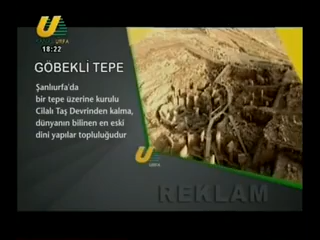 URFA
18:22
GÖBEKLİ TEPE
Şanlıurfa'da
bir tepe üzerine kurulu
Cilalı Taş Devrinden kalma,
dünyanın bilinen en eski
dini yapılar topluluğudur
URFA
REKLAM